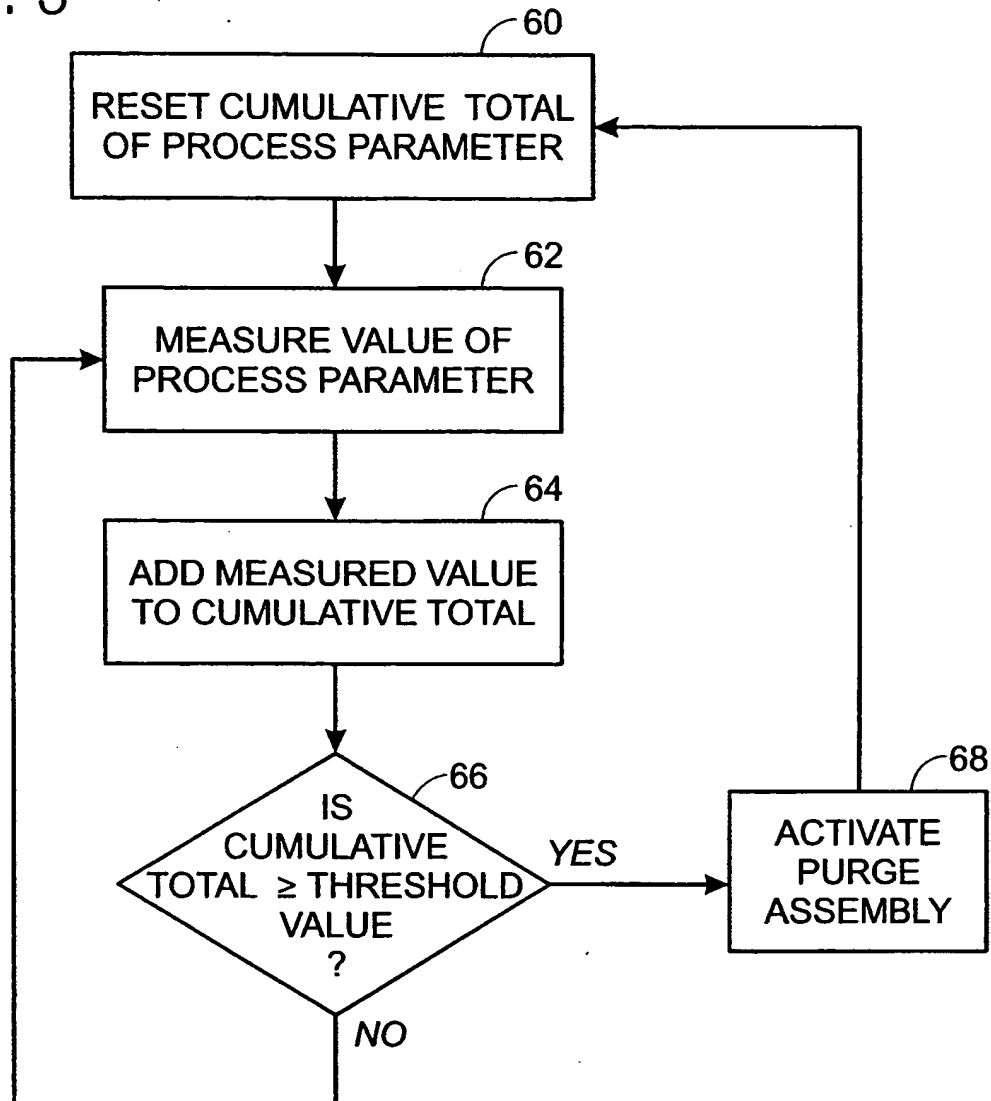 60
RESET CUMULATIVE TOTAL
OF PROCESS PARAMETER
62
MEASURE VALUE OF
PROCESS PARAMETER
64
ADD MEASURED VALUE
TO CUMULATIVE TOTAL
66
IS
CUMULATIVE
TOTAL ≥ THRESHOLD
VALUE
?
YES
68
ACTIVATE
PURGE
ASSEMBLY
NO